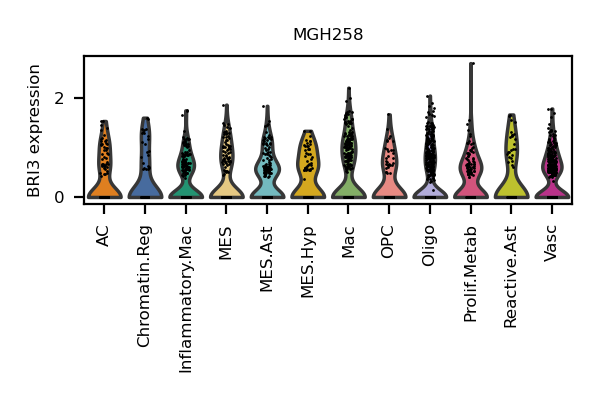 MGH258
BRI3 expression
2
0
AC
Chromatin.Reg
Inflammatory.Mac
MES
MES.Ast
MES.Hyp
Mac
OPC
Oligo
Prolif.Metab
Reactive.Ast
Vasc